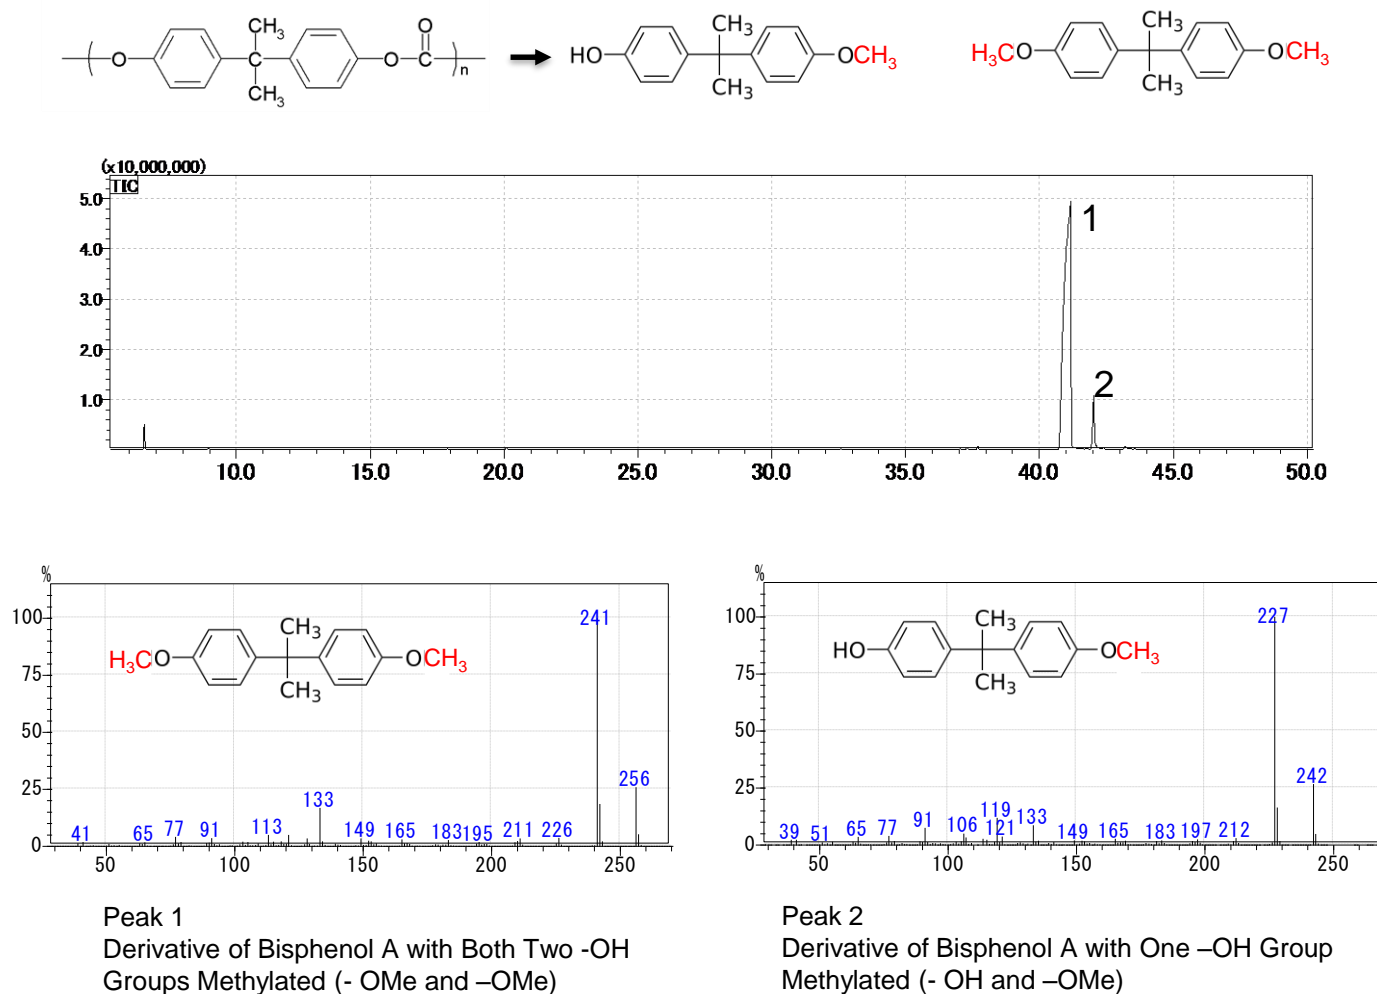 ( O CH₃ CH₃ O C O )n
HO CH₃ CH₃ OCH₃
H₃CO CH₃ CH₃ OCH₃
(x10,000,000)
TIC
5.0
4.0
3.0
2.0
1.0
1
2
10.0 15.0 20.0 25.0 30.0 35.0 40.0 45.0 50.0
%
100
75
50
25
0
H₃CO CH₃ CH₃ OCH₃
41 65 77 91 113 133 149 165 183 195 211 226 241 256
50 100 150 200 250
%
100
75
50
25
0
HO CH₃ CH₃ OCH₃
39 51 65 77 91 106 119 121 133 149 165 183 197 212 227 242
50 100 150 200 250
Peak 1
Derivative of Bisphenol A with Both Two -OH
Groups Methylated (- OMe and –OMe)
Peak 2
Derivative of Bisphenol A with One –OH Group
Methylated (- OH and –OMe)